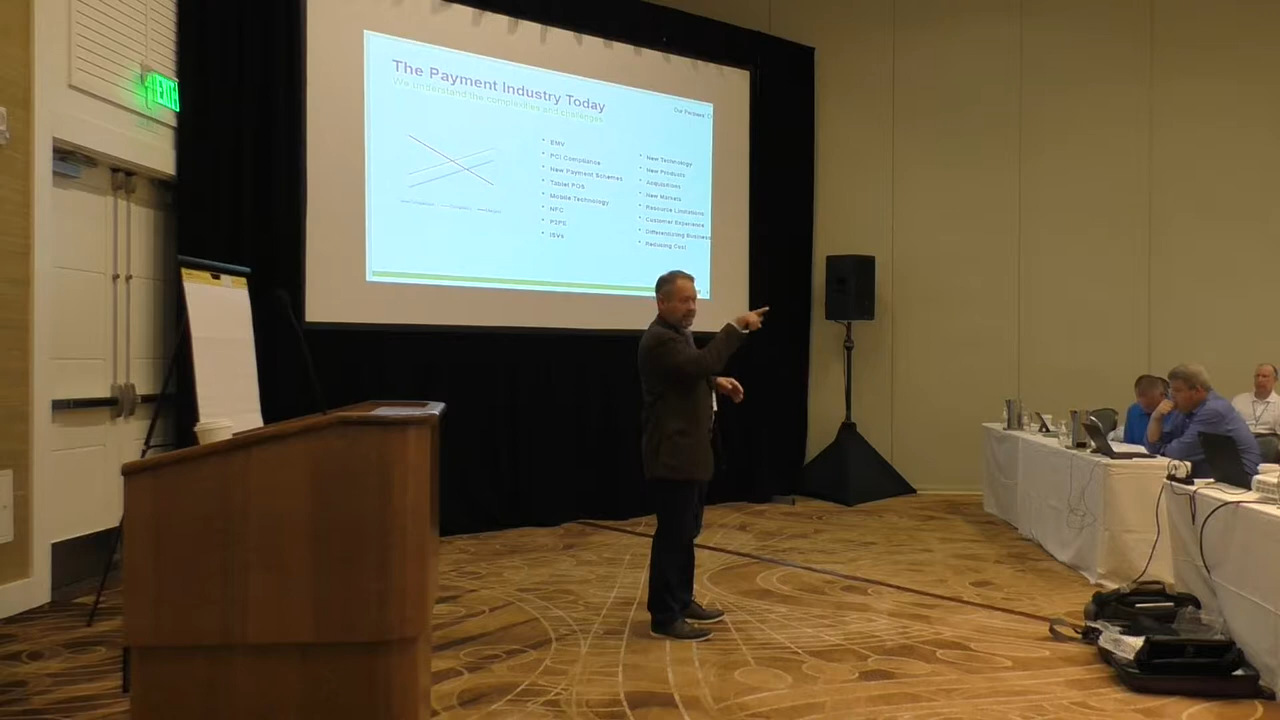 EXIT
The Payment Industry Today
We understand the complexities and challenges
Our Purpose:
EMV
PCI Compliance
New Payment Schemes
Tablet POS
Mobile Technology
NFC
P2PE
ISVs
New Technology
New Products
Acquisitions
New Markets
Resource Limitations
Customer Experience
Differentiating Business
Reducing Cost